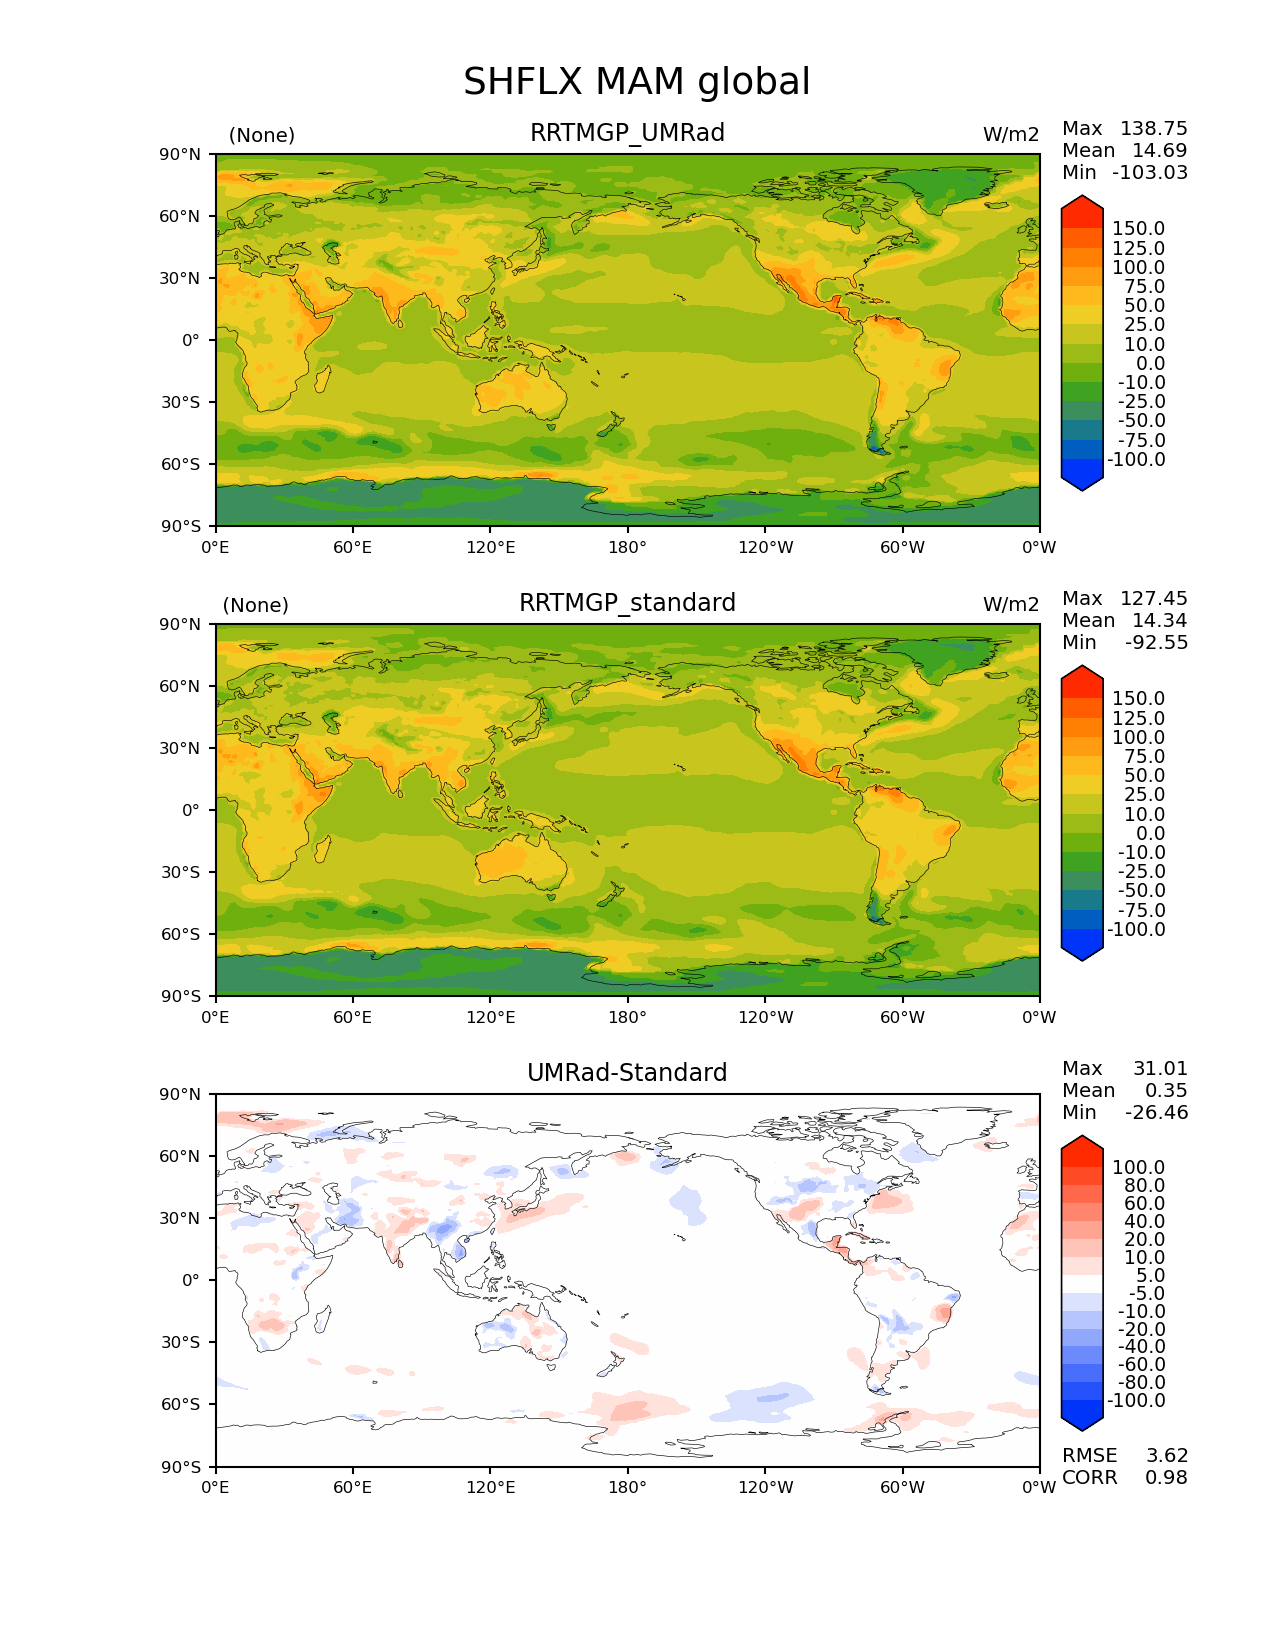 SHFLX MAM global
(None) RRTMGP_UMRad W/m2
Max 138.75
Mean 14.69
Min -103.03
90°N
60°N
30°N
0°
30°S
60°S
90°S
0°E 60°E 120°E 180° 120°W 60°W 0°W
150.0
125.0
100.0
75.0
50.0
25.0
10.0
0.0
-10.0
-25.0
-50.0
-75.0
-100.0
(None) RRTMGP_standard W/m2
Max 127.45
Mean 14.34
Min -92.55
90°N
60°N
30°N
0°
30°S
60°S
90°S
0°E 60°E 120°E 180° 120°W 60°W 0°W
150.0
125.0
100.0
75.0
50.0
25.0
10.0
0.0
-10.0
-25.0
-50.0
-75.0
-100.0
UMRad-Standard
Max 31.01
Mean 0.35
Min -26.46
90°N
60°N
30°N
0°
30°S
60°S
90°S
0°E 60°E 120°E 180° 120°W 60°W 0°W
100.0
80.0
60.0
40.0
20.0
10.0
5.0
-5.0
-10.0
-20.0
-40.0
-60.0
-80.0
-100.0
RMSE 3.62
CORR 0.98